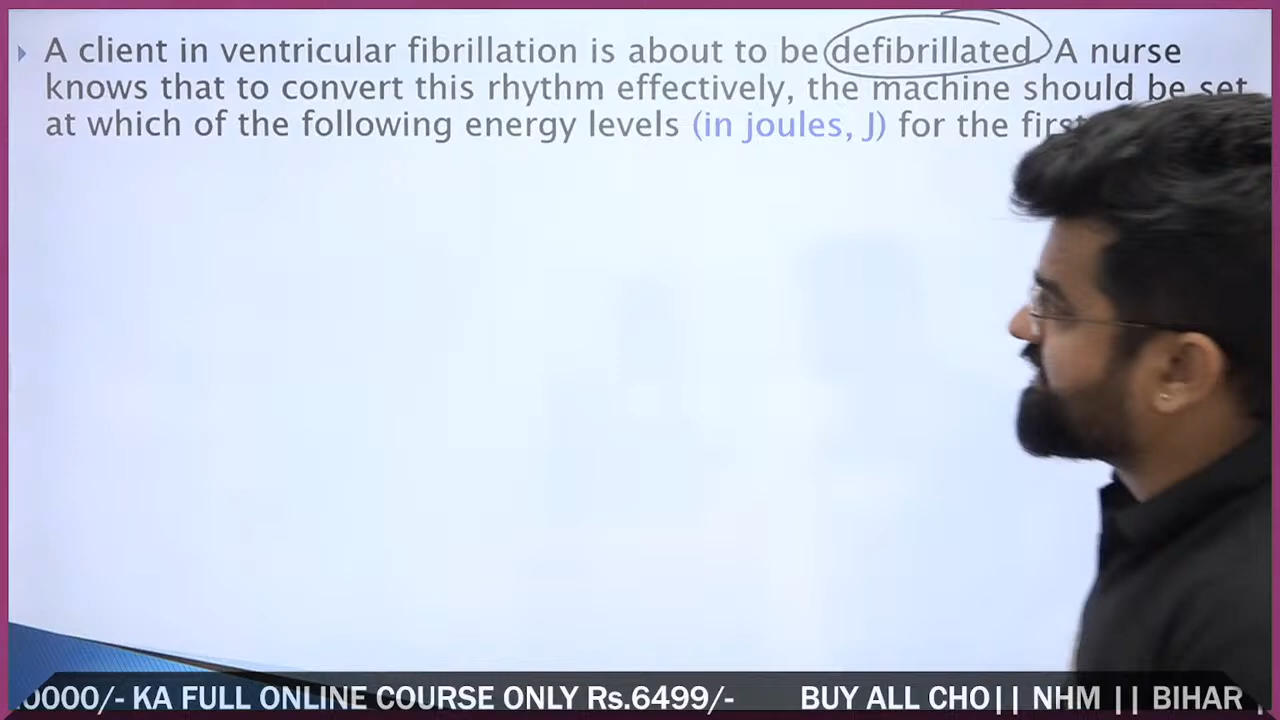 A client in ventricular fibrillation is about to be defibrillated. A nurse
knows that to convert this rhythm effectively, the machine should be set
at which of the following energy levels (in joules, J) for the first
0000/- KA FULL ONLINE COURSE ONLY Rs.6499/- BUY ALL CHO|| NHM || BIHAR |